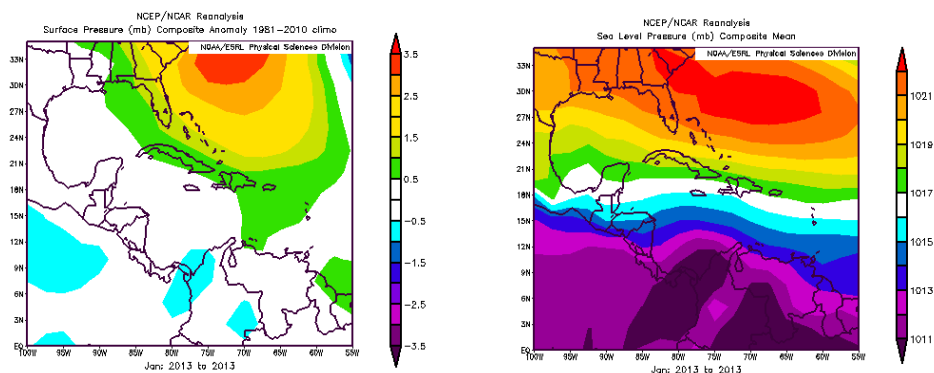 NCEP/NCAR Reanalysis
Surface Pressure (mb) Composite Anomaly 1981-2010 climo
NOAA/ESRL Physical Sciences Division
33N
30N
27N
24N
21N
18N
15N
12N
9N
6N
3N
EQ
100W 95W 90W 85W 80W 75W 70W 65W 60W 55W
Jan: 2013 to 2013
3.5
2.5
1.5
0.5
-0.5
-1.5
-2.5
-3.5
NCEP/NCAR Reanalysis
Sea Level Pressure (mb) Composite Mean
NOAA/ESRL Physical Sciences Division
33N
30N
27N
24N
21N
18N
15N
12N
9N
6N
3N
EQ
100W 95W 90W 85W 80W 75W 70W 65W 60W 55W
Jan: 2013 to 2013
1021
1019
1017
1015
1013
1011